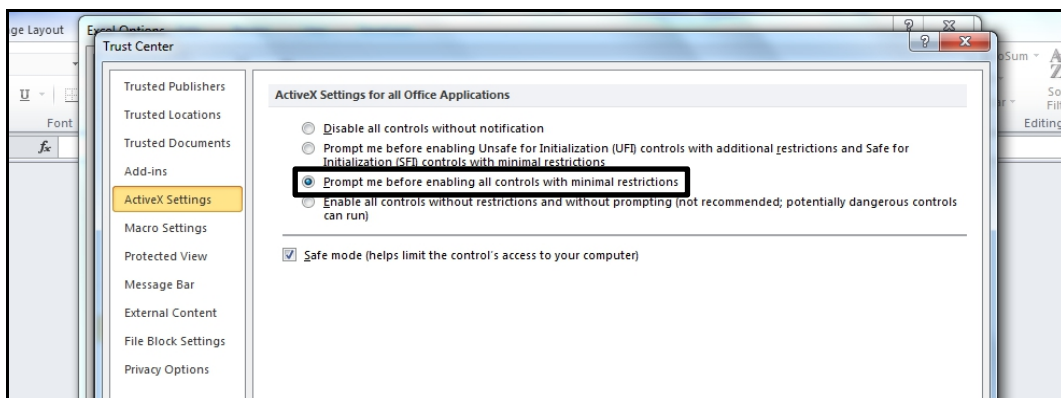 ge Layout
Excel Options
Trust Center
oSum
U
Font
fx
So
Filt
Editing
Trusted Publishers
Trusted Locations
Trusted Documents
Add-ins
ActiveX Settings
Macro Settings
Protected View
Message Bar
External Content
File Block Settings
Privacy Options
ActiveX Settings for all Office Applications
Disable all controls without notification
Prompt me before enabling Unsafe for Initialization (UFI) controls with additional restrictions and Safe for
Initialization (SFI) controls with minimal restrictions
Prompt me before enabling all controls with minimal restrictions
Enable all controls without restrictions and without prompting (not recommended; potentially dangerous controls
can run)
Safe mode (helps limit the control's access to your computer)